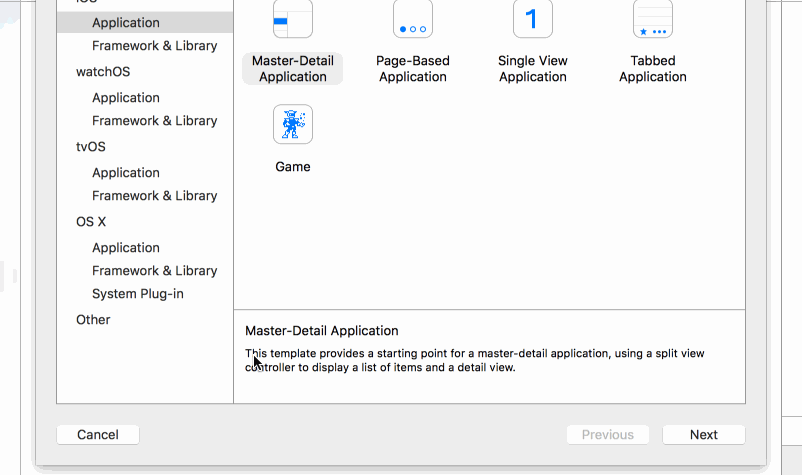 iOS
Application
Framework & Library
watchOS
Application
Framework & Library
tvOS
Application
Framework & Library
OS X
Application
Framework & Library
System Plug-in
Other
1
Master-Detail
Application
Page-Based
Application
Single View
Application
Tabbed
Application
Game
Master-Detail Application
This template provides a starting point for a master-detail application, using a split view
controller to display a list of items and a detail view.
Cancel
Previous
Next